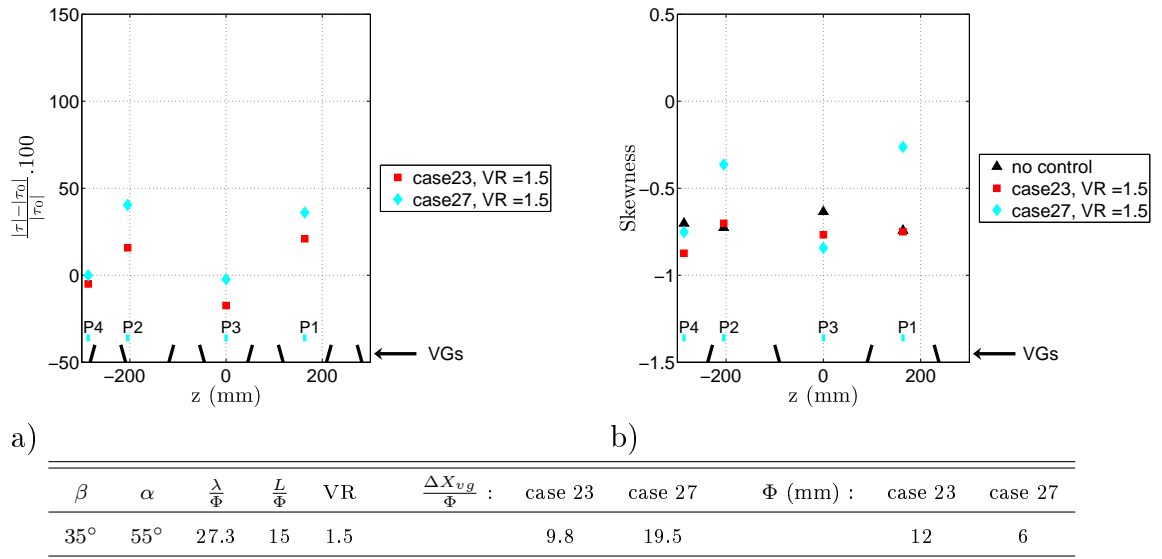 150
100
50
0
−50
−200
0
200
z (mm)
|τ|−|τ₀| / |τ₀| .100
case23, VR =1.5
case27, VR =1.5
P4
P2
P3
P1
VGs
a)
0.5
0
−0.5
−1
−1.5
−300
−200
−100
0
100
200
z (mm)
Skewness
no control
case23, VR =1.5
case27, VR =1.5
P4
P2
P3
P1
VGs
b)
β α λ/Φ L/Φ VR ΔX_vg/Φ : case 23 case 27 Φ (mm) : case 23 case 27
35° 55° 27.3 15 1.5 9.8 19.5 12 6